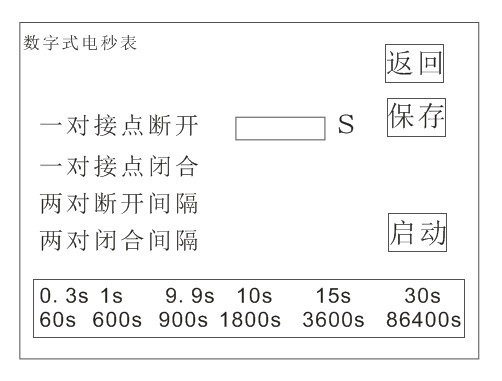 数字式电秒表
返回
一对接点断开 S 保存
一对接点闭合
两对断开间隔
两对闭合间隔 启动
0.3s 1s 9.9s 10s 15s 30s
60s 600s 900s 1800s 3600s 86400s